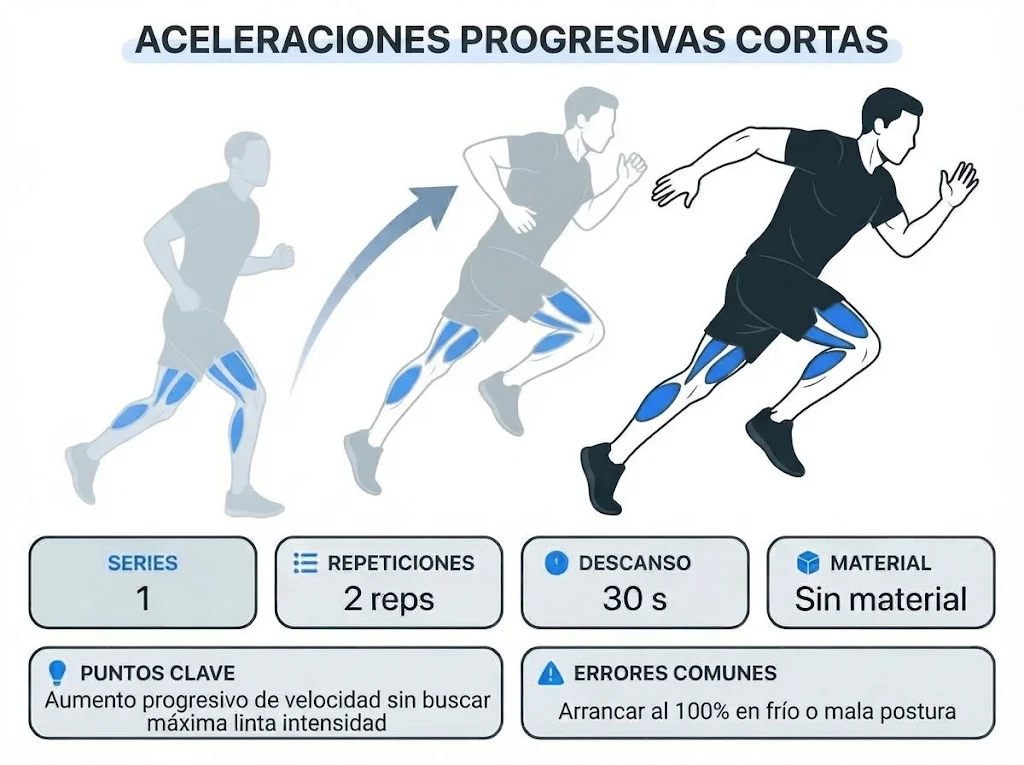 ACELERACIONES PROGRESIVAS CORTAS
SERIES
1
REPETICIONES
2 reps
DESCANSO
30 s
MATERIAL
Sin material
PUNTOS CLAVE
Aumento progresivo de velocidad sin buscar
máxima linta intensidad
ERRORES COMUNES
Arrancar al 100% en frío o mala postura